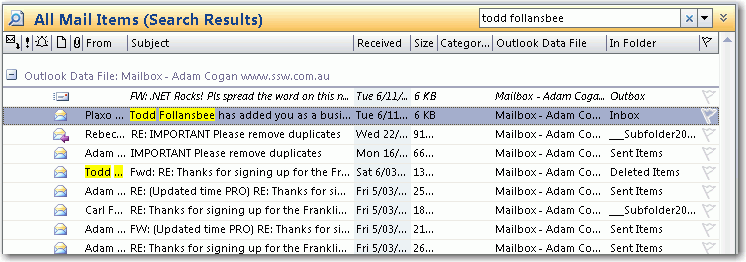 All Mail Items (Search Results) todd follansbee
From Subject Received Size Categor... Outlook Data File In Folder
Outlook Data File: Mailbox - Adam Cogan www.ssw.com.au
FW: .NET Rocks! Pls spread the word on this n... Tue 6/11/... 6 KB Mailbox - Adam Coga... Outbox
Plaxo ... Todd Follansbee has added you as a busi... Tue 6/11... 6 KB Mailbox - Adam Co... Inbox
Rebec... RE: IMPORTANT Please remove duplicates Wed 22/... 91... Mailbox - Adam Co... ___Subfolder20...
Adam ... IMPORTANT Please remove duplicates Mon 16/... 66... Mailbox - Adam Co... Sent Items
Todd ... Fwd: RE: Thanks for signing up for the Frankli... Sat 6/03... 13... Mailbox - Adam Co... Deleted Items
Adam ... RE: (Updated time PRO) RE: Thanks for si... Fri 5/03/... 25... Mailbox - Adam Co... Sent Items
Carl F... RE: Thanks for signing up for the Frankli... Fri 5/03/... 18... Mailbox - Adam Co... ___Subfolder20...
Adam ... FW: (Updated time PRO) RE: Thanks for si... Fri 5/03/... 21... Mailbox - Adam Co... Sent Items
Adam ... RE: Thanks for signing up for the Frankli... Fri 5/03/... 26... Mailbox - Adam Co... Sent Items